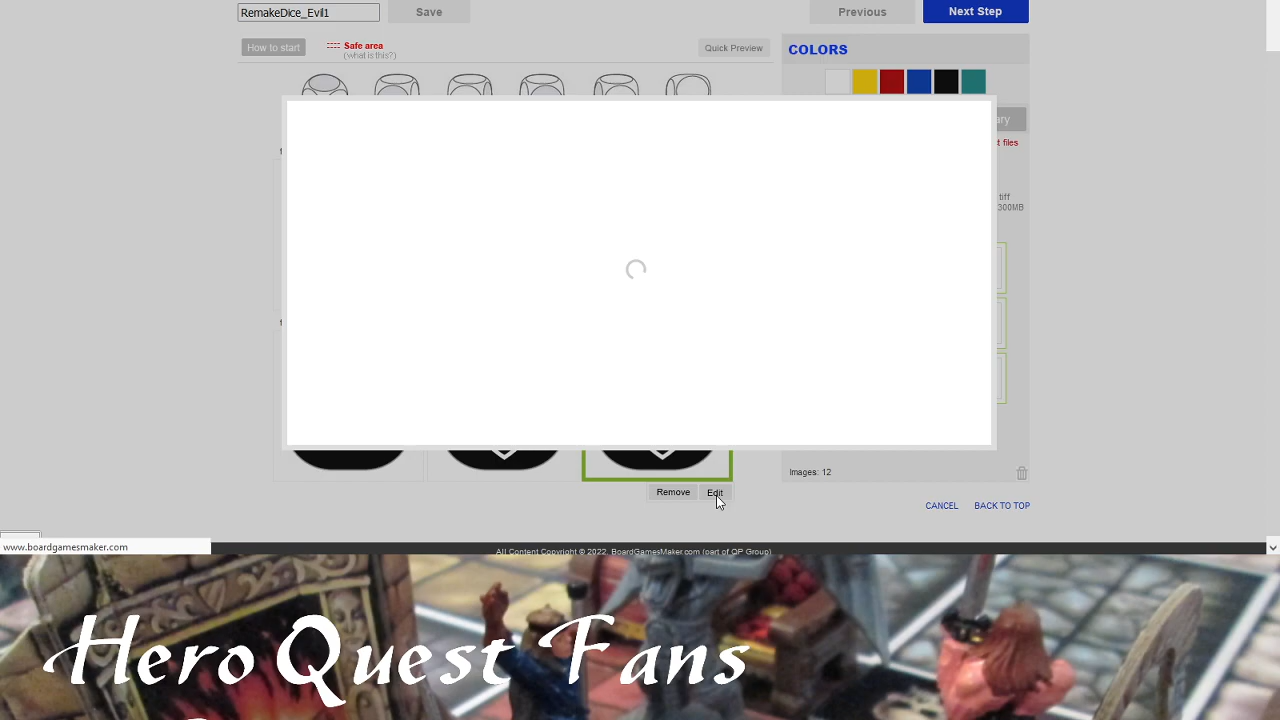 RemakeDice_Evil1
Save
Previous
Next Step
How to start
Safe area
(what is this?)
Quick Preview
COLORS
t files
tiff
300MB
Images: 12
Remove
Edit
CANCEL
BACK TO TOP
www.boardgamesmaker.com
All Content Copyright © 2022, BoardGamesMaker.com (part of QP Group).
Hero Quest Fans